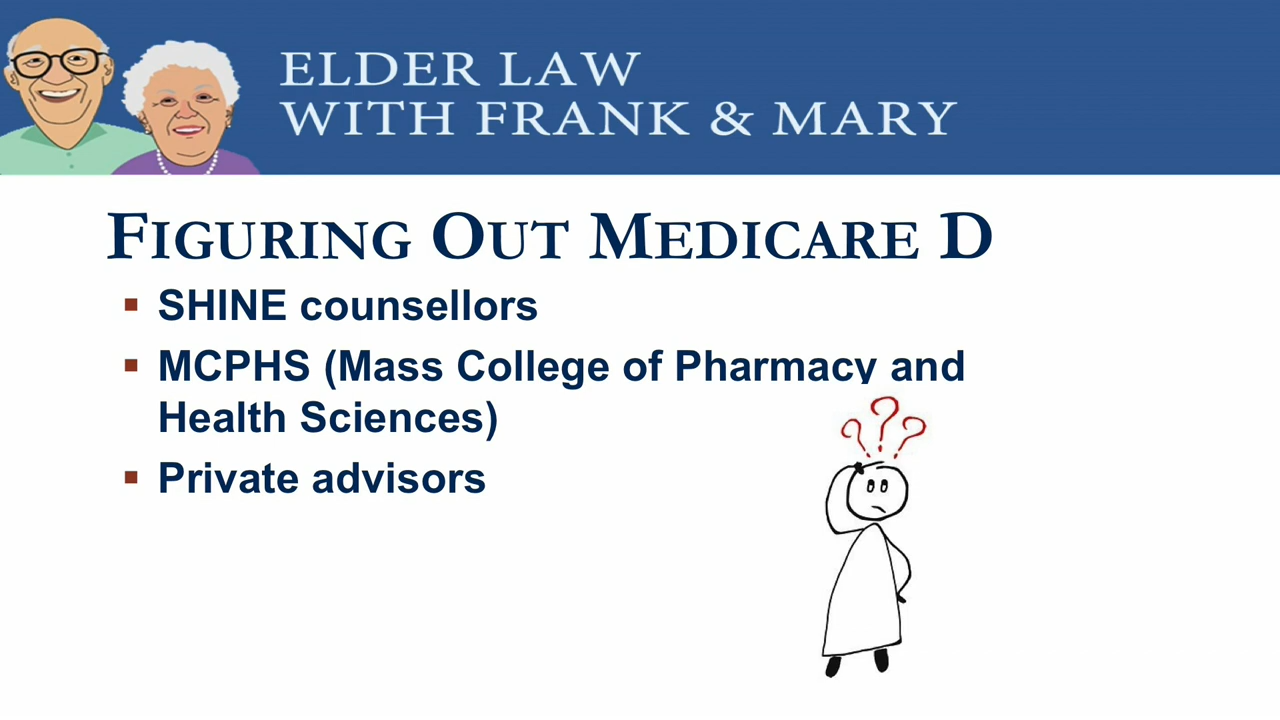 ELDER LAW
WITH FRANK & MARY
FIGURING OUT MEDICARE D
▪ SHINE counsellors
▪ MCPHS (Mass College of Pharmacy and
Health Sciences)
▪ Private advisors
? ? ?